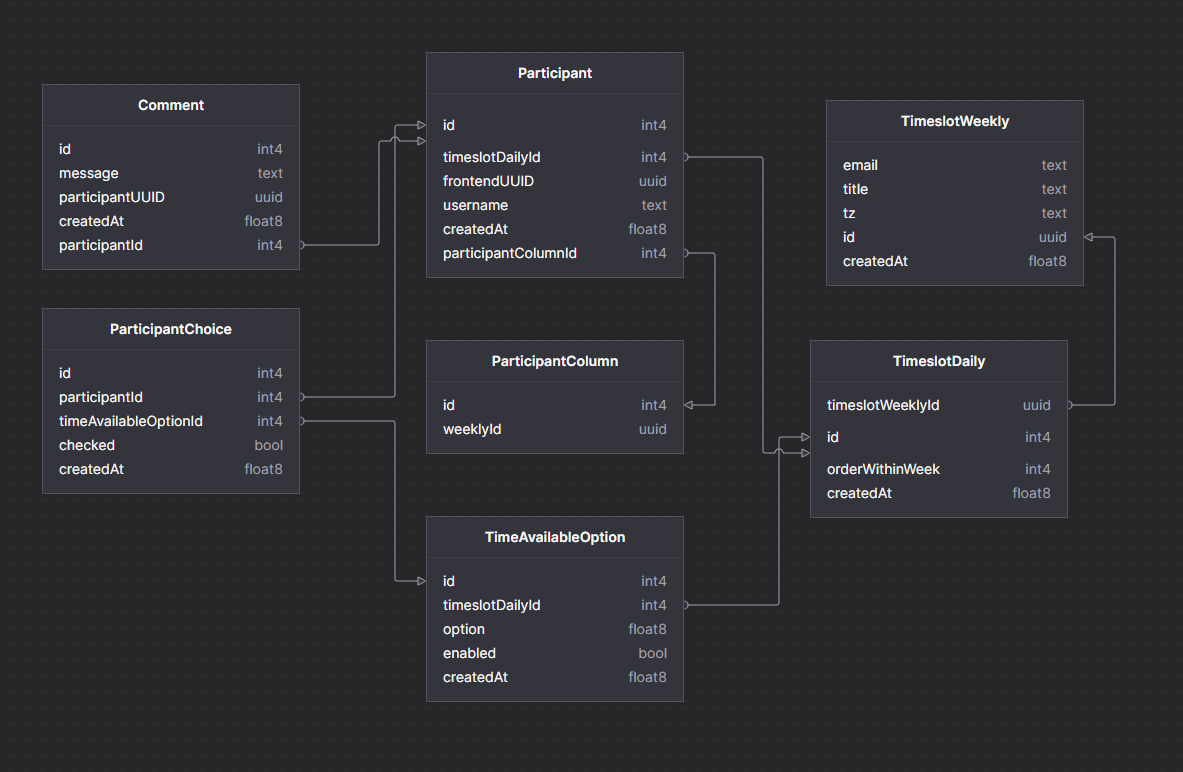 Comment
id int4
message text
participantUUID uuid
createdAt float8
participantId int4
ParticipantChoice
id int4
participantId int4
timeAvailableOptionId int4
checked bool
createdAt float8
Participant
id int4
timeslotDailyId int4
frontendUUID uuid
username text
createdAt float8
participantColumnId int4
ParticipantColumn
id int4
weeklyId uuid
TimeAvailableOption
id int4
timeslotDailyId int4
option float8
enabled bool
createdAt float8
TimeslotWeekly
email text
title text
tz text
id uuid
createdAt float8
TimeslotDaily
timeslotWeeklyId uuid
id int4
orderWithinWeek int4
createdAt float8